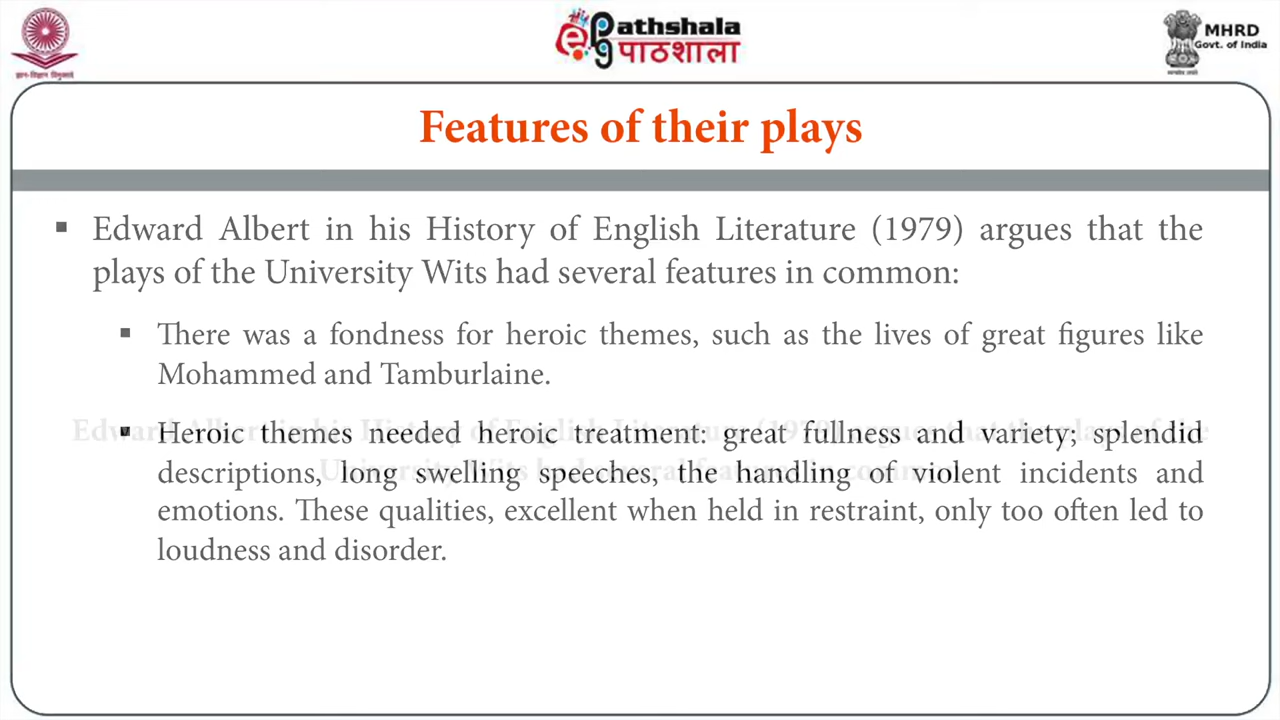 ePathshala
पाठशाला
MHRD
Govt. of India
Features of their plays
▪ Edward Albert in his History of English Literature (1979) argues that the
plays of the University Wits had several features in common:
▪ There was a fondness for heroic themes, such as the lives of great figures like
Mohammed and Tamburlaine.
▪ Heroic themes needed heroic treatment: great fullness and variety; splendid
descriptions, long swelling speeches, the handling of violent incidents and
emotions. These qualities, excellent when held in restraint, only too often led to
loudness and disorder.